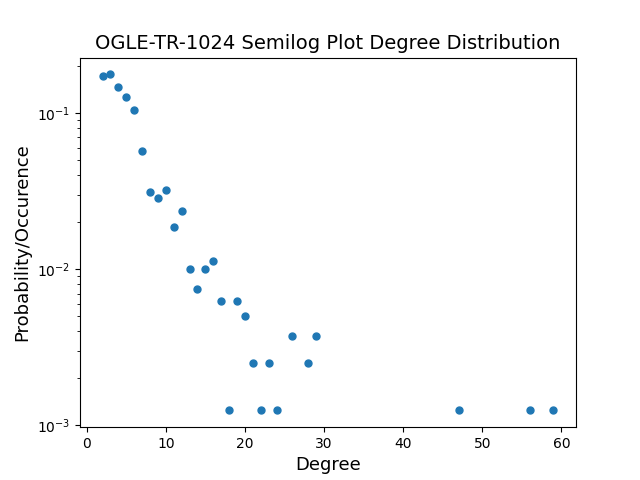 OGLE-TR-1024 Semilog Plot Degree Distribution
Probability/Occurence
10⁻¹
10⁻²
10⁻³
0 10 20 30 40 50 60
Degree